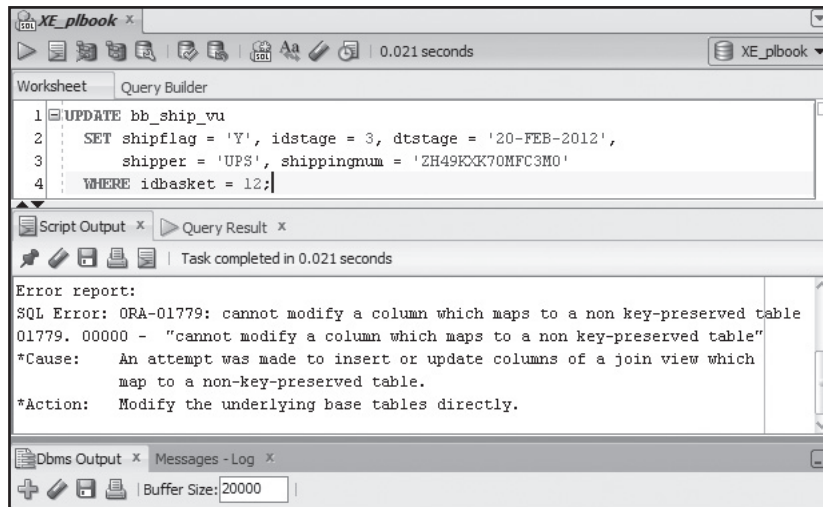 XE_plbook
0.021 seconds
XE_plbook
Worksheet Query Builder
1 UPDATE bb_ship_vu
2 SET shipflag = 'Y', idstage = 3, dtstage = '20-FEB-2012',
3 shipper = 'UPS', shippingnum = 'ZH49KXK70MFC3M0'
4 WHERE idbasket = 12;
Script Output x Query Result x
Task completed in 0.021 seconds
Error report:
SQL Error: ORA-01779: cannot modify a column which maps to a non key-preserved table
01779. 00000 - "cannot modify a column which maps to a non key-preserved table"
*Cause: An attempt was made to insert or update columns of a join view which
map to a non-key-preserved table.
*Action: Modify the underlying base tables directly.
Dbms Output x Messages - Log x
Buffer Size: 20000